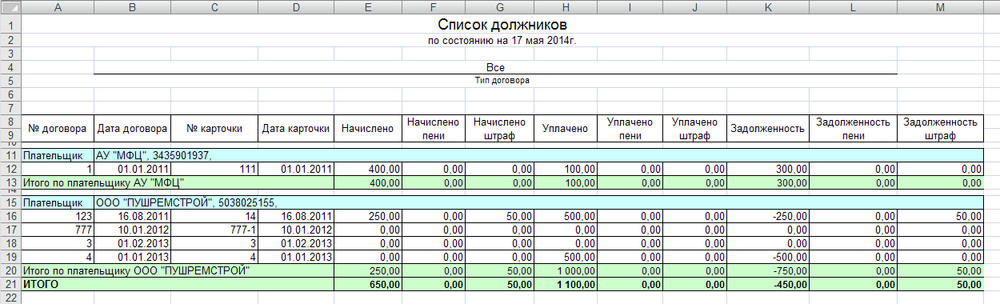 A B C D E F G H I J K L M
1 Список должников
2 по состоянию на 17 мая 2014г.
3
4 Все
5 Тип договора
6
7
8 № договора Дата договора № карточки Дата карточки Начислено Начислено пени Начислено штраф Уплачено Уплачено пени Уплачено штраф Задолженность Задолженность пени Задолженность штраф
9
10
11 Плательщик АУ "МФЦ", 3435901937,
12 1 01.01.2011 111 01.01.2011 400,00 0,00 0,00 100,00 0,00 0,00 300,00 0,00 0,00
13 Итого по плательщику АУ "МФЦ" 400,00 0,00 0,00 100,00 0,00 0,00 300,00 0,00 0,00
14
15 Плательщик ООО "ПУШРЕМСТРОЙ", 5038025155,
16 123 16.08.2011 14 16.08.2011 250,00 0,00 50,00 500,00 0,00 0,00 -250,00 0,00 50,00
17 777 10.01.2012 777-1 10.01.2012 0,00 0,00 0,00 0,00 0,00 0,00 0,00 0,00 0,00
18 3 01.02.2013 3 01.02.2013 0,00 0,00 0,00 0,00 0,00 0,00 0,00 0,00 0,00
19 4 01.01.2013 4 01.01.2013 0,00 0,00 0,00 500,00 0,00 0,00 -500,00 0,00 0,00
20 Итого по плательщику ООО "ПУШРЕМСТРОЙ" 250,00 0,00 50,00 1 000,00 0,00 0,00 -750,00 0,00 50,00
21 ИТОГО 650,00 0,00 50,00 1 100,00 0,00 0,00 -450,00 0,00 50,00
22